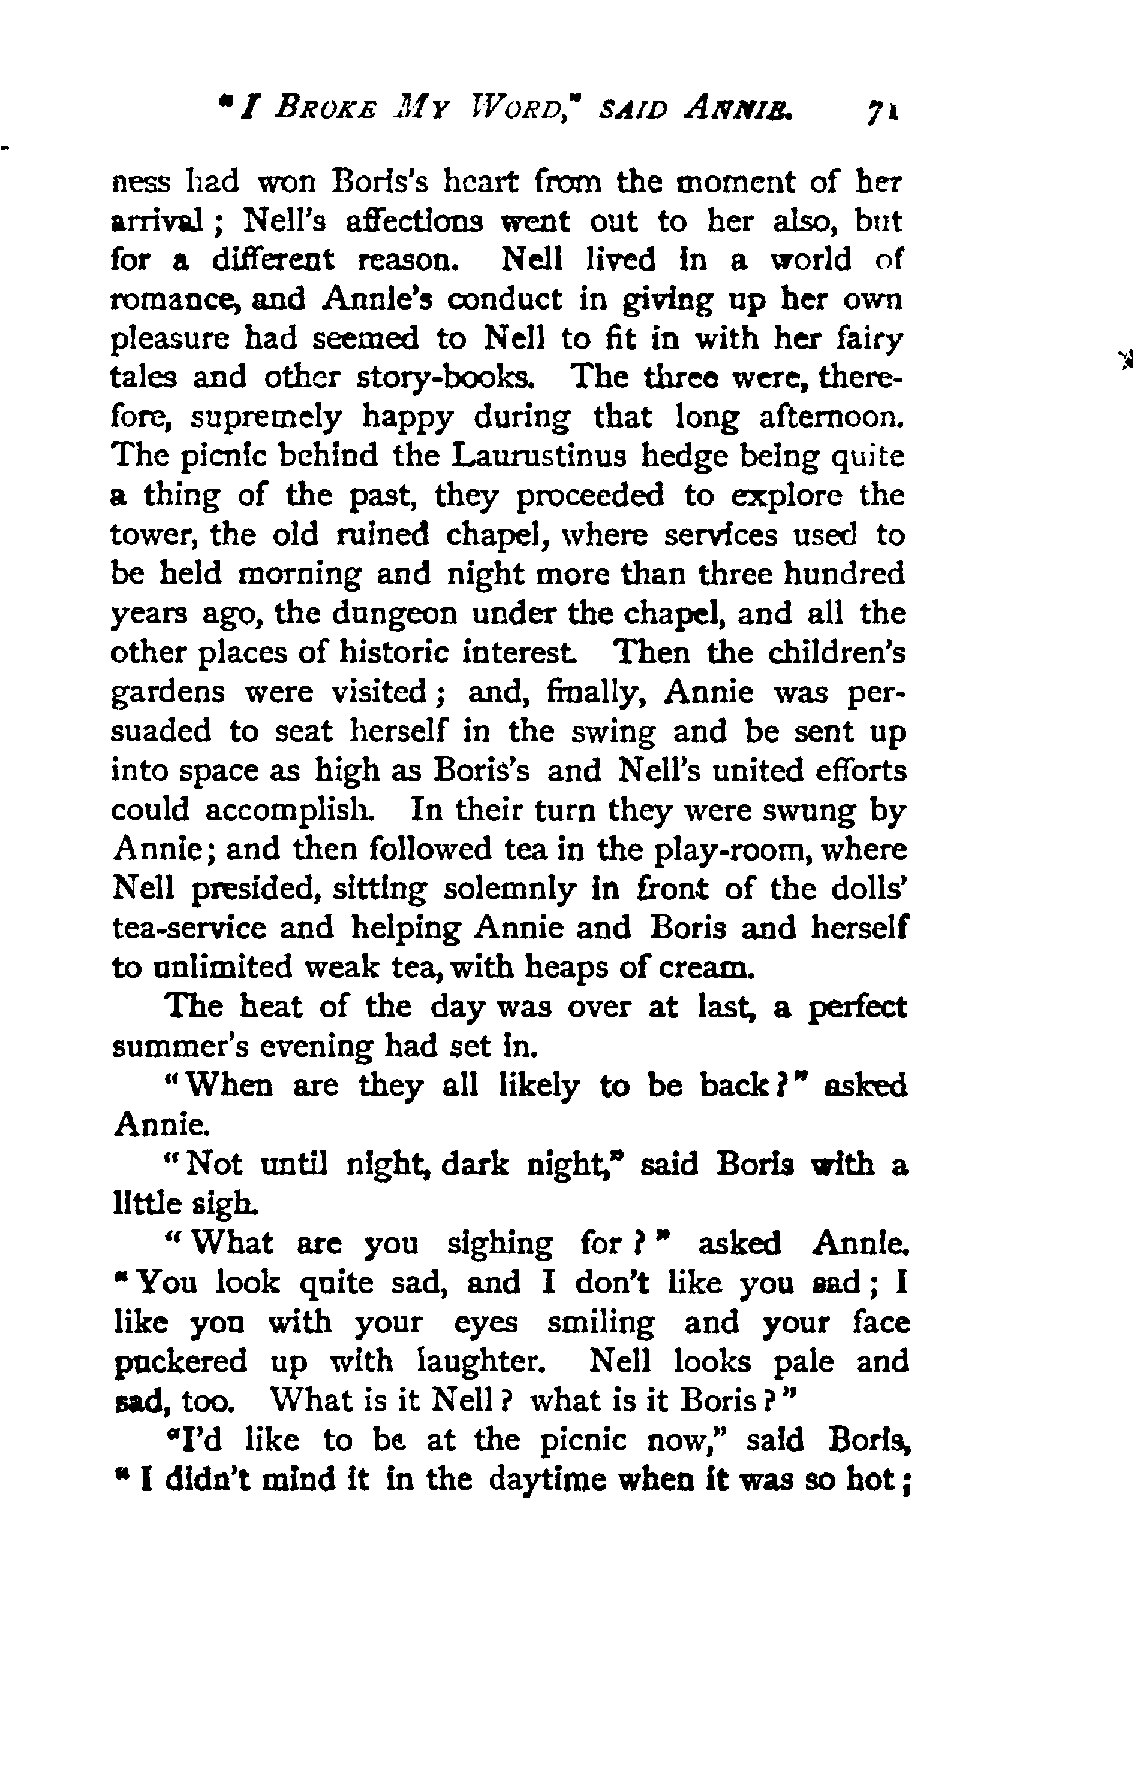 "I BROKE MY WORD," SAID ANNIE. 71
ness had won Boris's heart from the moment of her
arrival ; Nell's affections went out to her also, but
for a different reason. Nell lived in a world of
romance, and Annie's conduct in giving up her own
pleasure had seemed to Nell to fit in with her fairy
tales and other story-books. The three were, there-
fore, supremely happy during that long afternoon.
The picnic behind the Laurustinus hedge being quite
a thing of the past, they proceeded to explore the
tower, the old ruined chapel, where services used to
be held morning and night more than three hundred
years ago, the dungeon under the chapel, and all the
other places of historic interest. Then the children's
gardens were visited ; and, finally, Annie was per-
suaded to seat herself in the swing and be sent up
into space as high as Boris's and Nell's united efforts
could accomplish. In their turn they were swung by
Annie; and then followed tea in the play-room, where
Nell presided, sitting solemnly in front of the dolls'
tea-service and helping Annie and Boris and herself
to unlimited weak tea, with heaps of cream.
The heat of the day was over at last, a perfect
summer's evening had set in.
"When are they all likely to be back?" asked
Annie.
"Not until night, dark night," said Boris with a
little sigh.
"What are you sighing for?" asked Annie.
"You look quite sad, and I don't like you sad ; I
like you with your eyes smiling and your face
puckered up with laughter. Nell looks pale and
sad, too. What is it Nell? what is it Boris?"
"I'd like to be at the picnic now," said Boris,
"I didn't mind it in the daytime when it was so hot ;